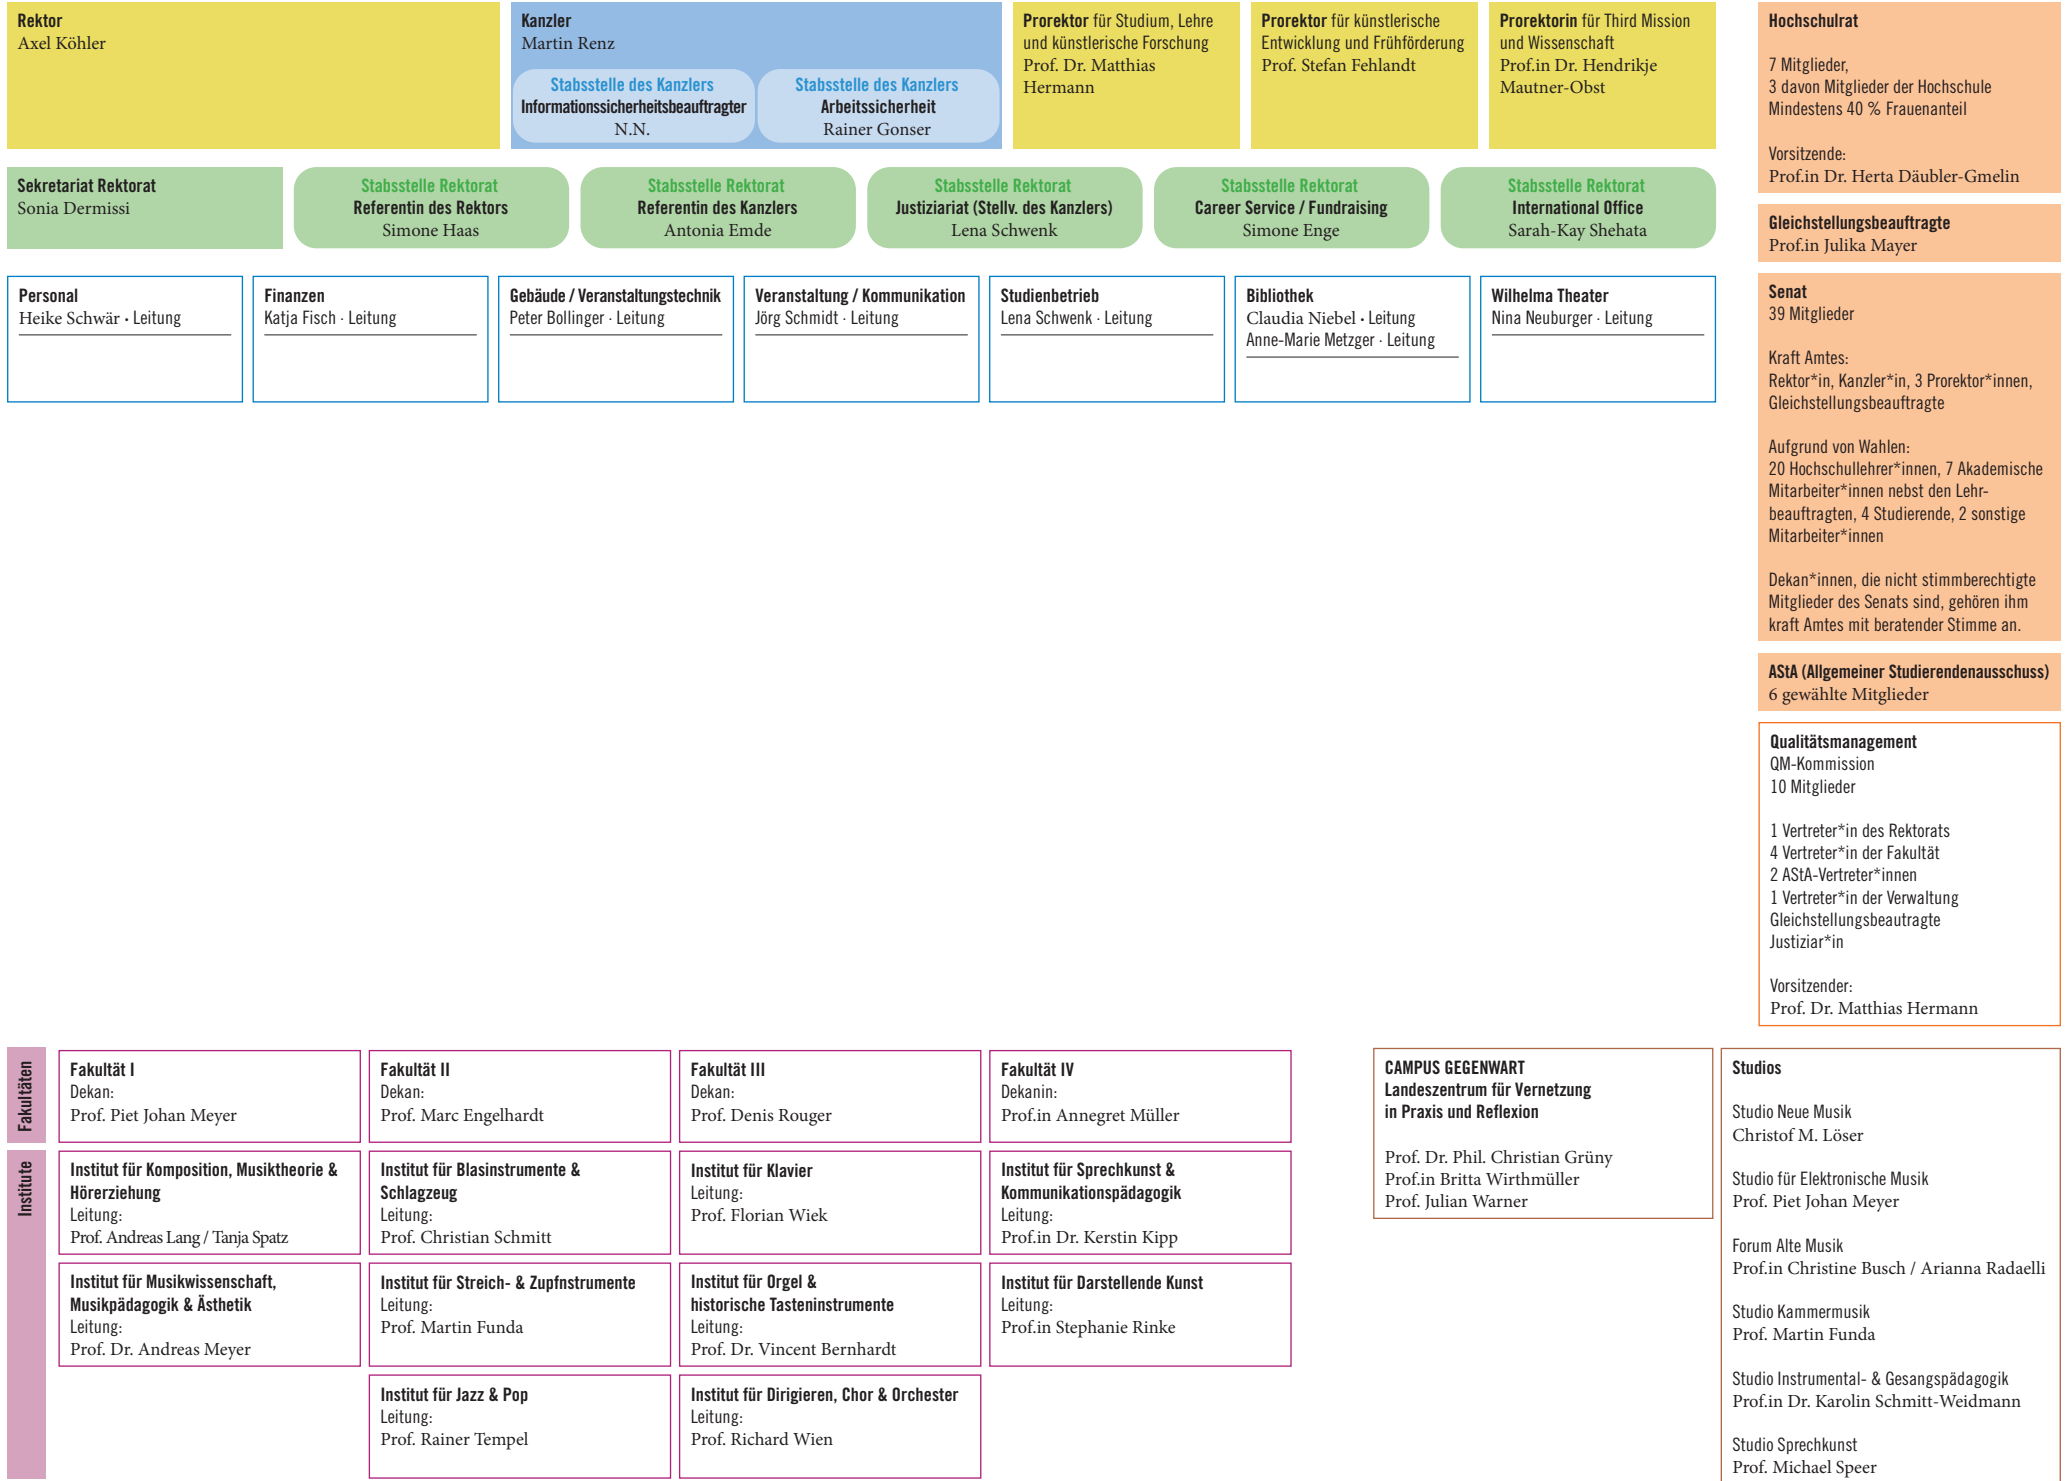 Rektor
Axel Köhler
Kanzler
Martin Renz
Stabsstelle des Kanzlers
Informationssicherheitsbeauftragter
N.N.
Stabsstelle des Kanzlers
Arbeitssicherheit
Rainer Gonser
Prorektor für Studium, Lehre
und künstlerische Forschung
Prof. Dr. Matthias
Hermann
Prorektor für künstlerische
Entwicklung und Frühförderung
Prof. Stefan Fehlandt
Prorektorin für Third Mission
und Wissenschaft
Prof.in Dr. Hendrikje
Mautner-Obst
Sekretariat Rektorat
Sonia Dermissi
Stabsstelle Rektorat
Referentin des Rektors
Simone Haas
Stabsstelle Rektorat
Referentin des Kanzlers
Antonia Emde
Stabsstelle Rektorat
Justiziariat (Stellv. des Kanzlers)
Lena Schwenk
Stabsstelle Rektorat
Career Service / Fundraising
Simone Enge
Stabsstelle Rektorat
International Office
Sarah-Kay Shehata
Personal
Heike Schwär · Leitung
Finanzen
Katja Fisch · Leitung
Gebäude / Veranstaltungstechnik
Peter Bollinger · Leitung
Veranstaltung / Kommunikation
Jörg Schmidt · Leitung
Studienbetrieb
Lena Schwenk · Leitung
Bibliothek
Claudia Niebel · Leitung
Anne-Marie Metzger · Leitung
Wilhelma Theater
Nina Neuburger · Leitung
Hochschulrat
7 Mitglieder,
3 davon Mitglieder der Hochschule
Mindestens 40 % Frauenanteil
Vorsitzende:
Prof.in Dr. Herta Däubler-Gmelin
Gleichstellungsbeauftragte
Prof.in Julika Mayer
Senat
39 Mitglieder
Kraft Amtes:
Rektor*in, Kanzler*in, 3 Prorektor*innen,
Gleichstellungsbeauftragte
Aufgrund von Wahlen:
20 Hochschullehrer*innen, 7 Akademische
Mitarbeiter*innen nebst den Lehr-
beauftragten, 4 Studierende, 2 sonstige
Mitarbeiter*innen
Dekan*innen, die nicht stimmberechtigte
Mitglieder des Senats sind, gehören ihm
kraft Amtes mit beratender Stimme an.
AStA (Allgemeiner Studierendenausschuss)
6 gewählte Mitglieder
Qualitätsmanagement
QM-Kommission
10 Mitglieder
1 Vertreter*in des Rektorats
4 Vertreter*in der Fakultät
2 AStA-Vertreter*innen
1 Vertreter*in der Verwaltung
Gleichstellungsbeautragte
Justiziar*in
Vorsitzender:
Prof. Dr. Matthias Hermann
Fakultäten
Fakultät I
Dekan:
Prof. Piet Johan Meyer
Fakultät II
Dekan:
Prof. Marc Engelhardt
Fakultät III
Dekan:
Prof. Denis Rouger
Fakultät IV
Dekanin:
Prof.in Annegret Müller
Institute
Institut für Komposition, Musiktheorie &
Hörerziehung
Leitung:
Prof. Andreas Lang / Tanja Spatz
Institut für Blasinstrumente &
Schlagzeug
Leitung:
Prof. Christian Schmitt
Institut für Klavier
Leitung:
Prof. Florian Wiek
Institut für Sprechkunst &
Kommunikationspädagogik
Leitung:
Prof.in Dr. Kerstin Kipp
Institut für Musikwissenschaft,
Musikpädagogik & Ästhetik
Leitung:
Prof. Dr. Andreas Meyer
Institut für Streich- & Zupfnstrumente
Leitung:
Prof. Martin Funda
Institut für Orgel &
historische Tasteninstrumente
Leitung:
Prof. Dr. Vincent Bernhardt
Institut für Darstellende Kunst
Leitung:
Prof.in Stephanie Rinke
Institut für Jazz & Pop
Leitung:
Prof. Rainer Tempel
Institut für Dirigieren, Chor & Orchester
Leitung:
Prof. Richard Wien
CAMPUS GEGENWART
Landeszentrum für Vernetzung
in Praxis und Reflexion
Prof. Dr. Phil. Christian Grüny
Prof.in Britta Wirthmüller
Prof. Julian Warner
Studios
Studio Neue Musik
Christof M. Löser
Studio für Elektronische Musik
Prof. Piet Johan Meyer
Forum Alte Musik
Prof.in Christine Busch / Arianna Radaelli
Studio Kammermusik
Prof. Martin Funda
Studio Instrumental- & Gesangspädagogik
Prof.in Dr. Karolin Schmitt-Weidmann
Studio Sprechkunst
Prof. Michael Speer